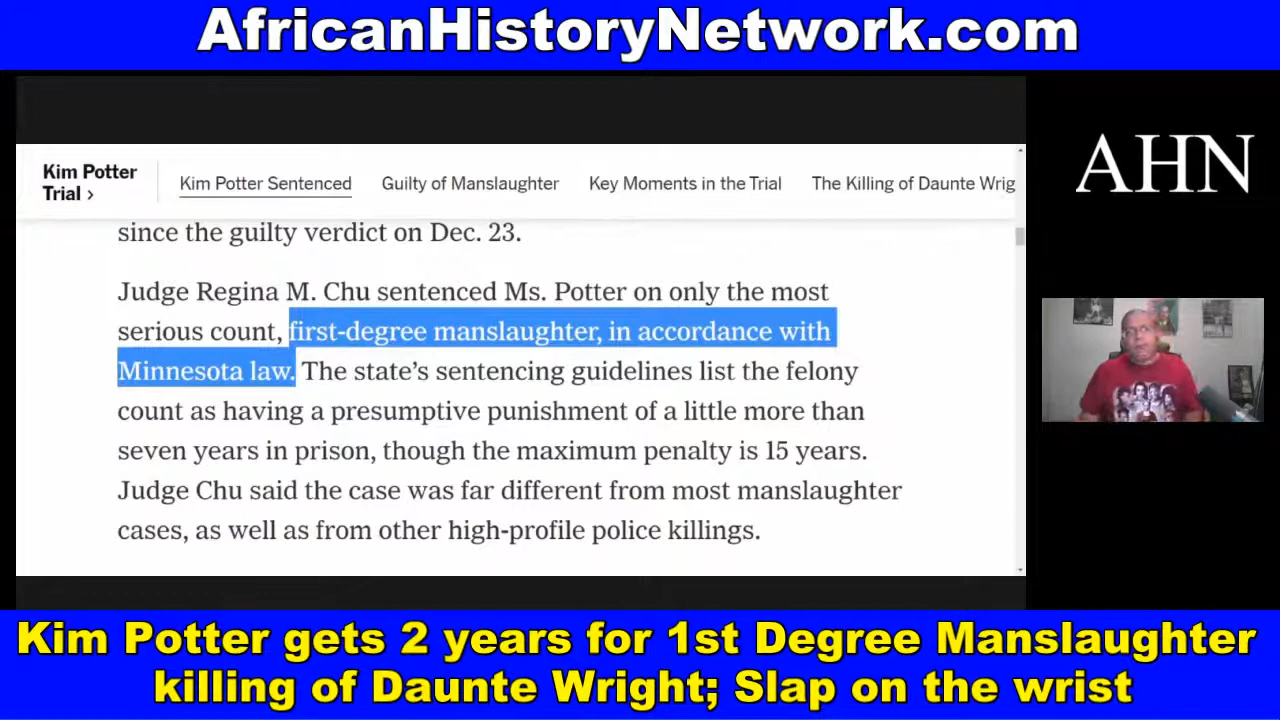 AfricanHistoryNetwork.com
AHN
Kim Potter
Trial >
Kim Potter Sentenced
Guilty of Manslaughter
Key Moments in the Trial
The Killing of Daunte Wrig
since the guilty verdict on Dec. 23.
Judge Regina M. Chu sentenced Ms. Potter on only the most
serious count, first-degree manslaughter, in accordance with
Minnesota law. The state’s sentencing guidelines list the felony
count as having a presumptive punishment of a little more than
seven years in prison, though the maximum penalty is 15 years.
Judge Chu said the case was far different from most manslaughter
cases, as well as from other high-profile police killings.
Kim Potter gets 2 years for 1st Degree Manslaughter
killing of Daunte Wright; Slap on the wrist